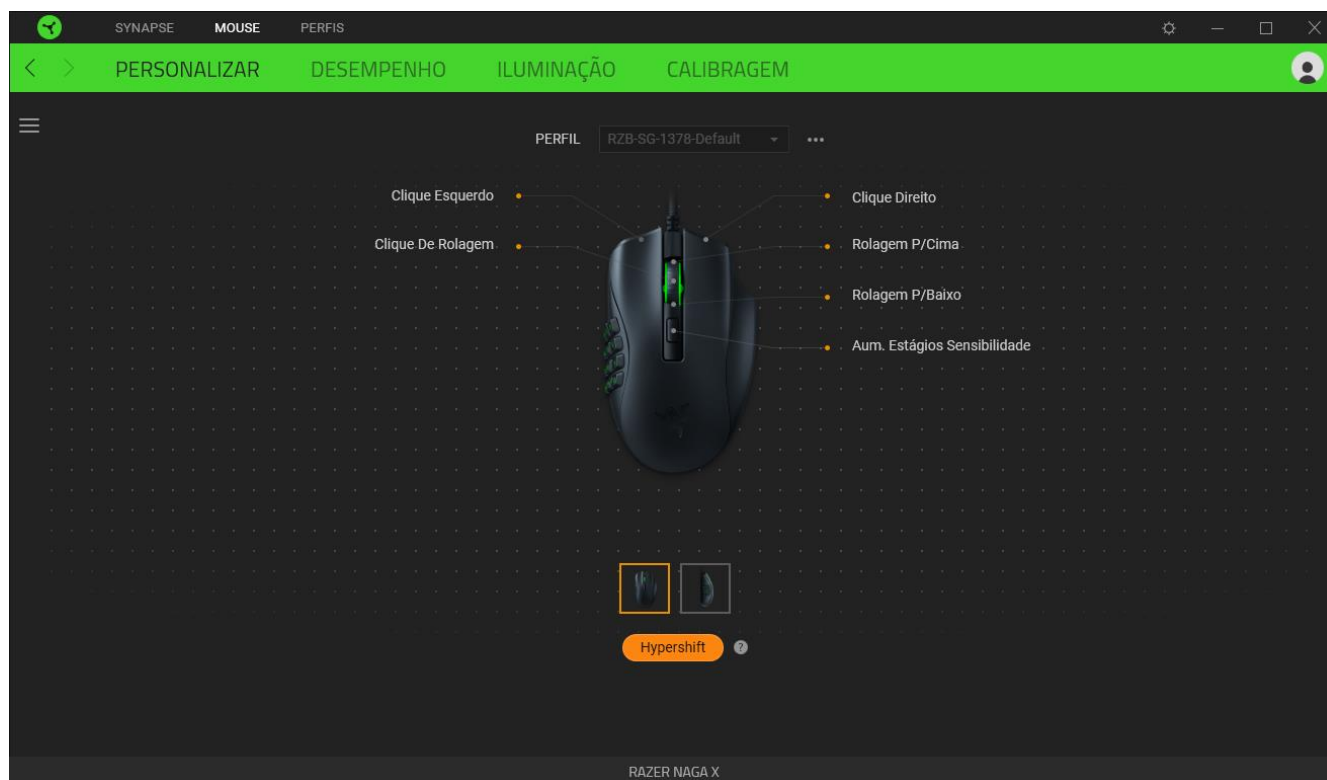 SYNAPSE MOUSE PERFIS
PERSONALIZAR DESEMPENHO ILUMINAÇÃO CALIBRAGEM
PERFIL RZB-SG-1378-Default
Clique Esquerdo
Clique Direito
Clique De Rolagem
Rolagem P/Cima
Rolagem P/Baixo
Aum. Estágios Sensibilidade
Hypershift ?
RAZER NAGA X